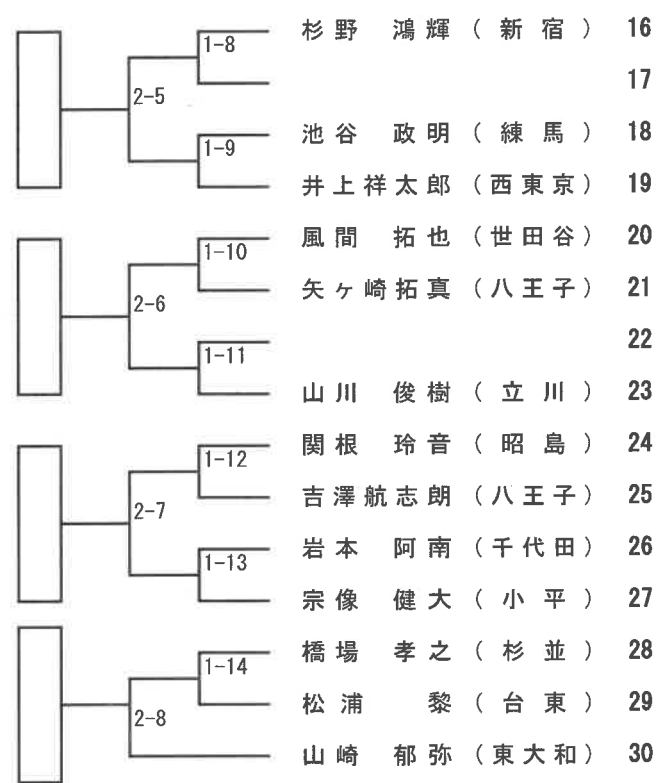 杉野 鴻輝 (新宿) 16
1-8
17
2-5
池谷 政明 (練馬) 18
1-9
井上祥太郎 (西東京) 19
風間 拓也 (世田谷) 20
1-10
矢ヶ崎拓真 (八王子) 21
2-6
22
1-11
山川 俊樹 (立川) 23
関根 玲音 (昭島) 24
1-12
吉澤航志朗 (八王子) 25
2-7
岩本 阿南 (千代田) 26
1-13
宗像 健大 (小平) 27
橋場 孝之 (杉並) 28
1-14
松浦 黎 (台東) 29
2-8
山崎 郁弥 (東大和) 30